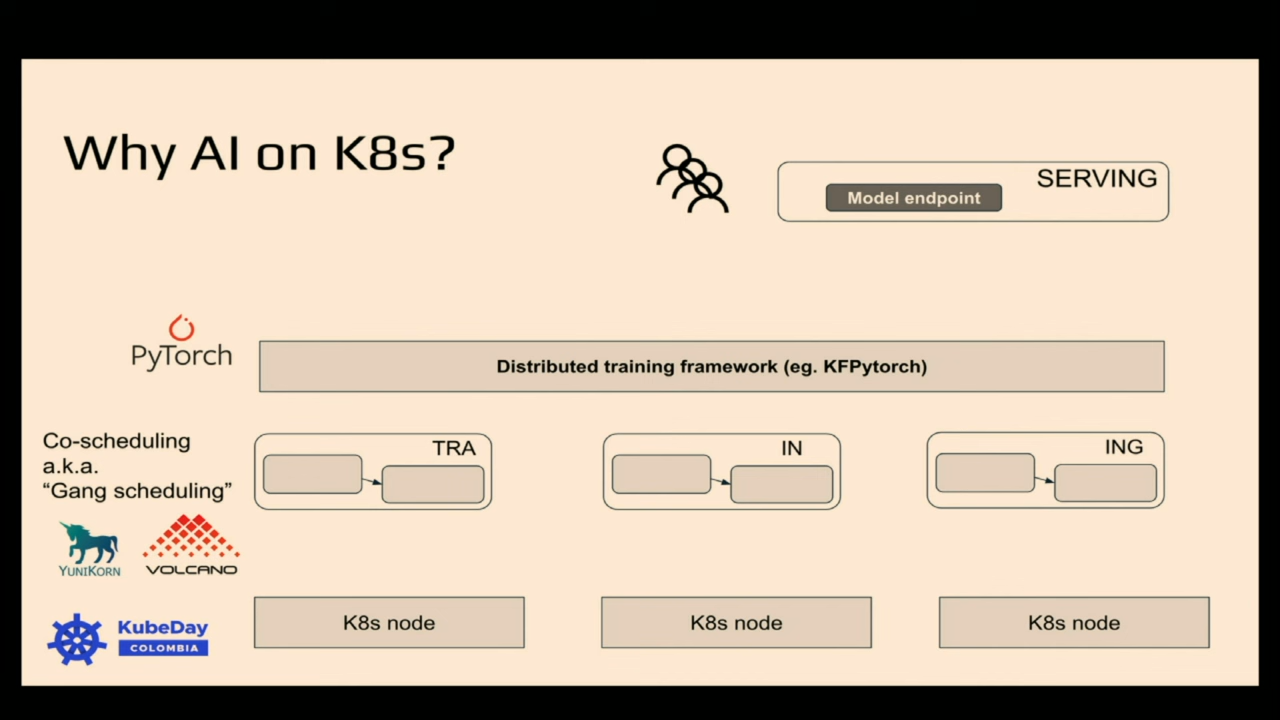 Why AI on K8s?
SERVING
Model endpoint
PyTorch
Distributed training framework (eg. KFPytorch)
Co-scheduling
a.k.a.
“Gang scheduling”
TRA
IN
ING
YUNIKORN
VOLCANO
K8s node
K8s node
K8s node
KubeDay
COLOMBIA